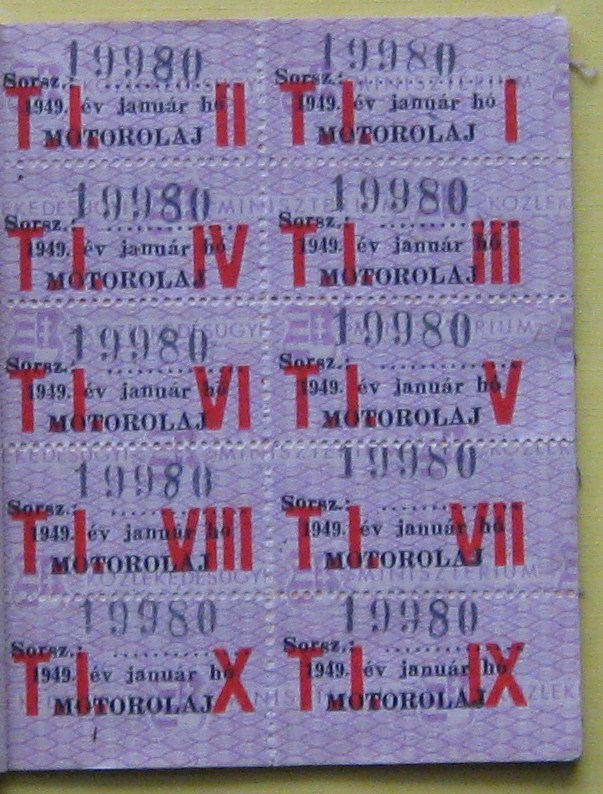 19980
Sorsz.:
1949. év január hó
T. I. II
MOTOROLAJ
19980
Sorsz.:
1949. év január hó
T. I. I
MOTOROLAJ
19980
Sorsz.:
1949. év január hó
T. I. IV
MOTOROLAJ
19980
Sorsz.:
1949. év január hó
T. I. III
MOTOROLAJ
19980
Sorsz.:
1949. év január hó
T. I. VI
MOTOROLAJ
19980
Sorsz.:
1949. év január hó
T. I. V
MOTOROLAJ
19980
Sorsz.:
1949. év január hó
T. I. VIII
MOTOROLAJ
19980
Sorsz.:
1949. év január hó
T. I. VII
MOTOROLAJ
19980
Sorsz.:
1949. év január hó
T. I. X
MOTOROLAJ
19980
Sorsz.:
1949. év január hó
T. I. IX
MOTOROLAJ